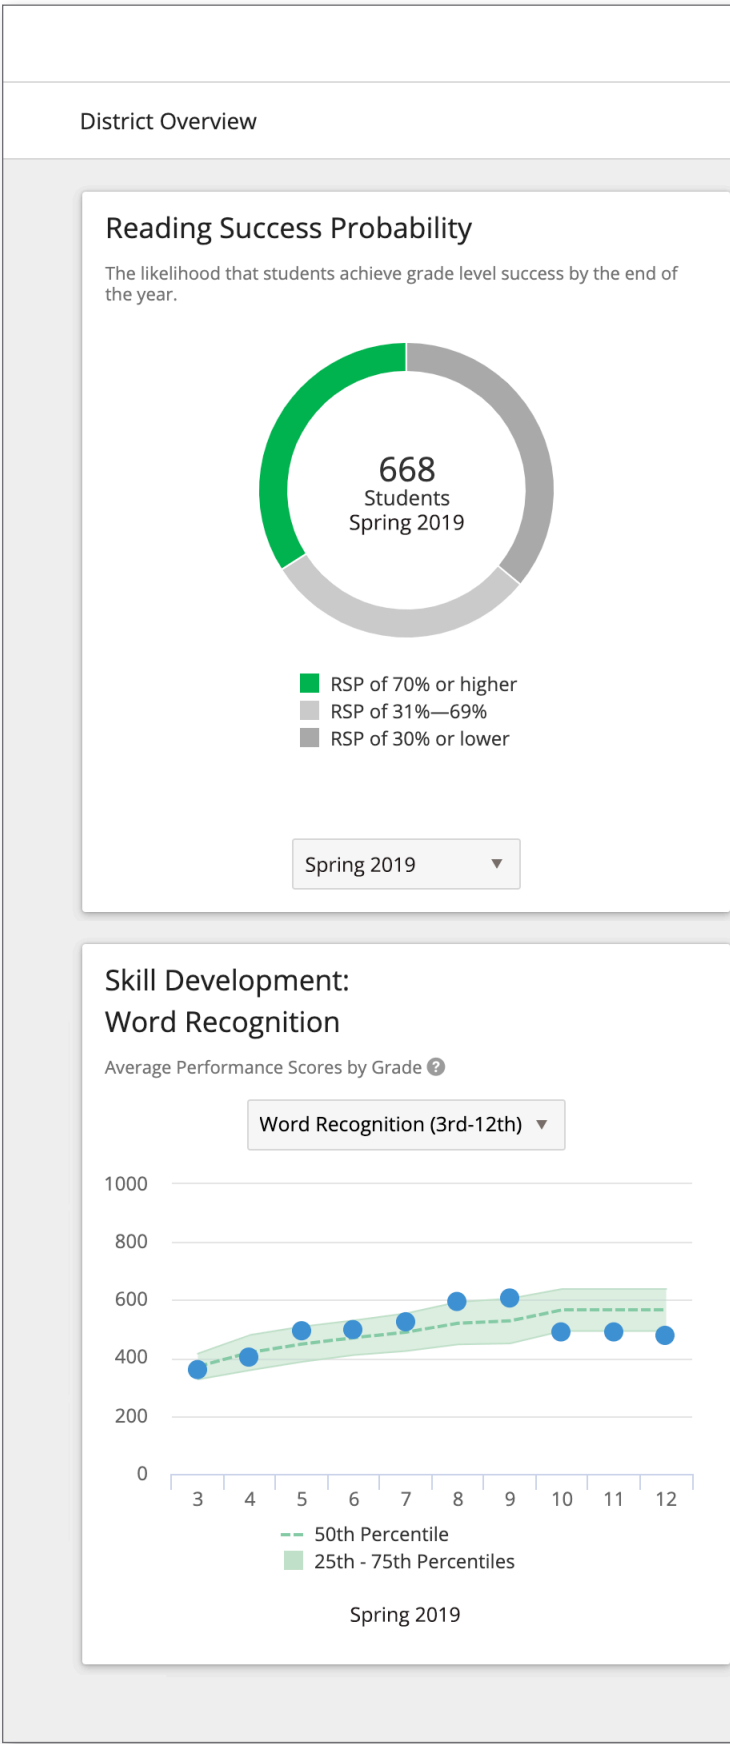 District Overview
Reading Success Probability
The likelihood that students achieve grade level success by the end of
the year.
668
Students
Spring 2019
RSP of 70% or higher
RSP of 31%—69%
RSP of 30% or lower
Spring 2019
Skill Development:
Word Recognition
Average Performance Scores by Grade ?
Word Recognition (3rd-12th)
1000
800
600
400
200
0
3 4 5 6 7 8 9 10 11 12
50th Percentile
25th - 75th Percentiles
Spring 2019